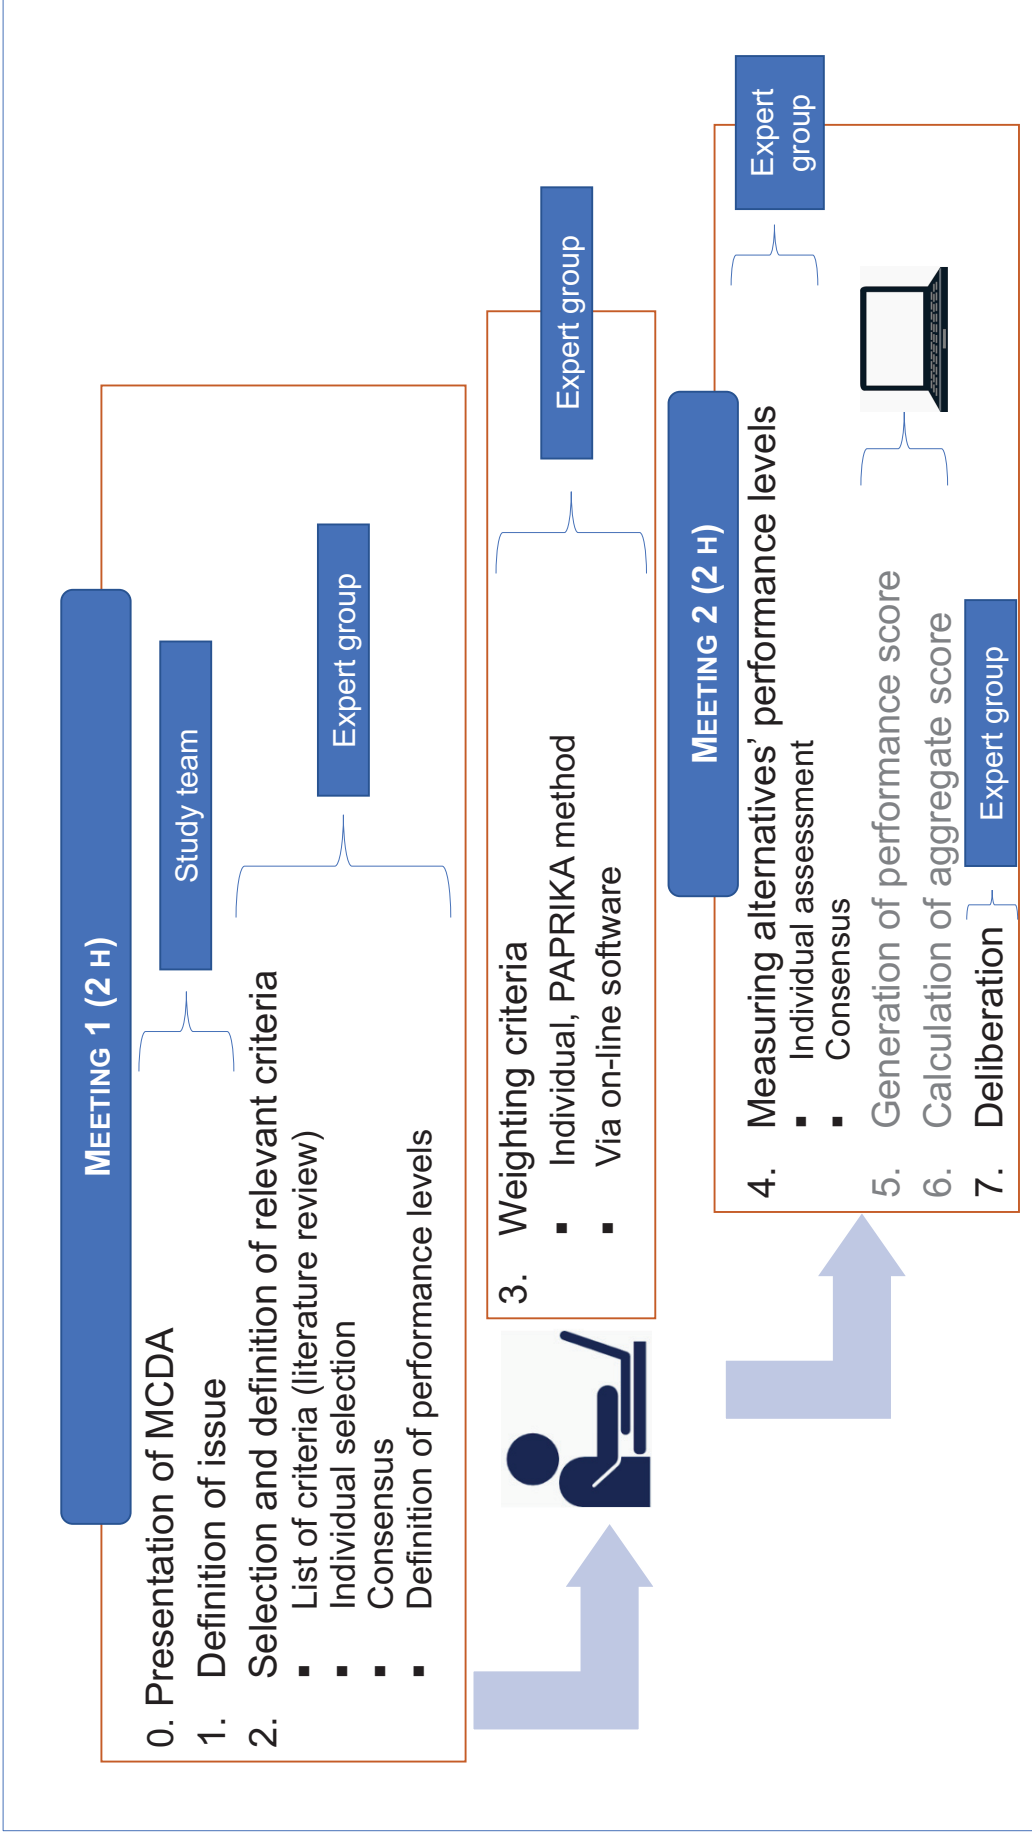 MEETING 1 (2 H)
0. Presentation of MCDA
1. Definition of issue
Study team
2. Selection and definition of relevant criteria
▪ List of criteria (literature review)
▪ Individual selection
▪ Consensus
▪ Definition of performance levels
Expert group
3. Weighting criteria
▪ Individual, PAPRIKA method
▪ Via on-line software
Expert group
MEETING 2 (2 H)
4. Measuring alternatives’ performance levels
▪ Individual assessment
▪ Consensus
Expert
group
5. Generation of performance score
6. Calculation of aggregate score
7. Deliberation
Expert group